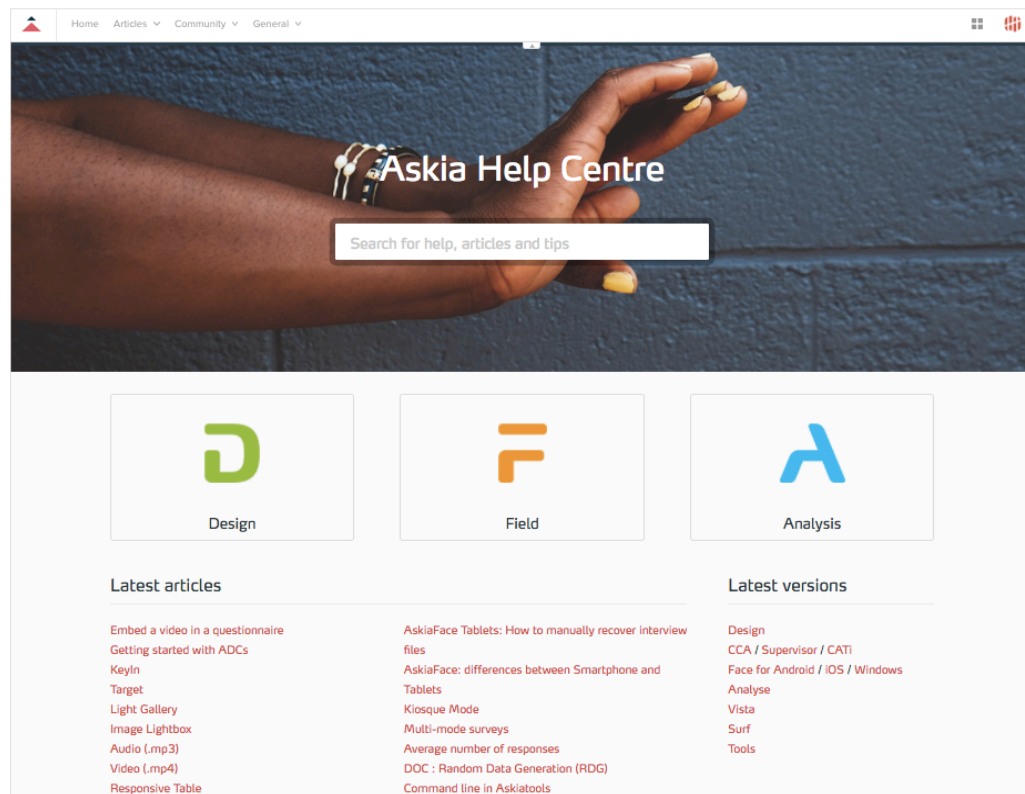 Home Articles Community General
Askia Help Centre
Search for help, articles and tips
Design
Field
Analysis
Latest articles
Embed a video in a questionnaire
Getting started with ADCs
KeyIn
Target
Light Gallery
Image Lightbox
Audio (.mp3)
Video (.mp4)
Responsive Table
AskiaFace Tablets: How to manually recover interview
files
AskiaFace: differences between Smartphone and
Tablets
Kiosque Mode
Multi-mode surveys
Average number of responses
DOC : Random Data Generation (RDG)
Command line in Askiatools
Latest versions
Design
CCA / Supervisor / CATi
Face for Android / iOS / Windows
Analyse
Vista
Surf
Tools